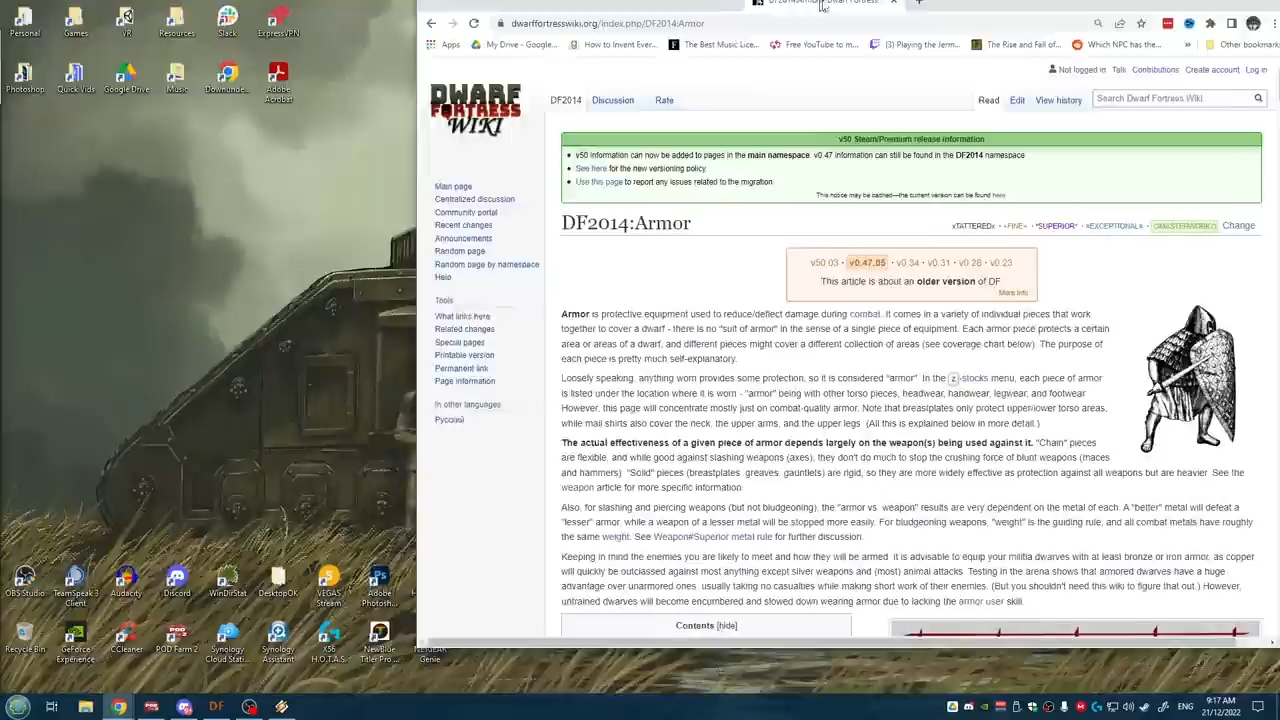 Personal
VR
Resources
Slack
ExpressVPN
Photoshop
Quick Vids
Google Drive
Music
Downloads
Adobe
Acrobat
OBS Studio
TeamSpeak 3
Client
Audacity
Discord
WinDirStat
DesktopOK
VEGAS
Stream
Adobe
Photosh...
Recycle Bin
GeForce
Experience
CCleaner
POD Farm 2
Synology
Cloud Stati...
Synology
Assistant
X56
H.O.T.A.S.
NewBlue
Titler Pro ...
NETGEAR
Genie
dwarffortresswiki.org/index.php/DF2014:Armor
Apps
My Drive - Google...
How to Invent Ever...
The Best Music Lice...
Free YouTube to m...
(3) Playing the Jerm...
The Rise and Fall of...
Which NPC has the...
»
Other bookmark
Not logged in Talk Contributions Create account Log in
DWARF
FORTRESS
WIKI
DF2014 Discussion Rate
Read Edit View history
Search Dwarf Fortress Wiki
Main page
Centralized discussion
Community portal
Recent changes
Announcements
Random page
Random page by namespace
Help
Tools
What links here
Related changes
Special pages
Printable version
Permanent link
Page information
In other languages
Русский
v50 Steam/Premium release information
v50 information can now be added to pages in the main namespace. v0.47 information can still be found in the DF2014 namespace
See here for the new versioning policy.
Use this page to report any issues related to the migration
This notice may be cached—the current version can be found here.
DF2014:Armor
xTATTEREDx · +FINE+ · *SUPERIOR* · ≡EXCEPTIONAL≡ · ☼MASTERWORK☼ Change
v50.03 · v0.47.05 · v0.34 · v0.31 · v0.28 · v0.23
This article is about an older version of DF
More Info
Armor is protective equipment used to reduce/deflect damage during combat. It comes in a variety of individual pieces that work
together to cover a dwarf - there is no "suit of armor" in the sense of a single piece of equipment. Each armor piece protects a certain
area or areas of a dwarf, and different pieces might cover a different collection of areas (see coverage chart below). The purpose of
each piece is pretty much self-explanatory.
Loosely speaking, anything worn provides some protection, so it is considered "armor". In the z-stocks menu, each piece of armor
is listed under the location where it is worn - "armor" being with other torso pieces, headwear, handwear, legwear, and footwear.
However, this page will concentrate mostly just on combat-quality armor. Note that breastplates only protect upper/lower torso areas,
while mail shirts also cover the neck, the upper arms, and the upper legs. (All this is explained below in more detail.)
The actual effectiveness of a given piece of armor depends largely on the weapon(s) being used against it. "Chain" pieces
are flexible, and while good against slashing weapons (axes), they don't do much to stop the crushing force of blunt weapons (maces
and hammers). "Solid" pieces (breastplates, greaves, gauntlets) are rigid, so they are more widely effective as protection against all weapons but are heavier. See the
weapon article for more specific information.
Also, for slashing and piercing weapons (but not bludgeoning), the "armor vs. weapon" results are very dependent on the metal of each. A "better" metal will defeat a
"lesser" armor, while a weapon of a lesser metal will be stopped more easily. For bludgeoning weapons, "weight" is the guiding rule, and all combat metals have roughly
the same weight. See Weapon#Superior metal rule for further discussion.
Keeping in mind the enemies you are likely to meet and how they will be armed, it is advisable to equip your militia dwarves with at least bronze or iron armor, as copper
will quickly be outclassed against most anything except silver weapons and (most) animal attacks. Testing in the arena shows that armored dwarves have a huge
advantage over unarmored ones, usually taking no casualties while making short work of their enemies. (But you shouldn't need this wiki to figure that out.) However,
untrained dwarves will become encumbered and slowed down wearing armor due to lacking the armor user skill.
Contents [hide]
ENG
9:17 AM
21/12/2022